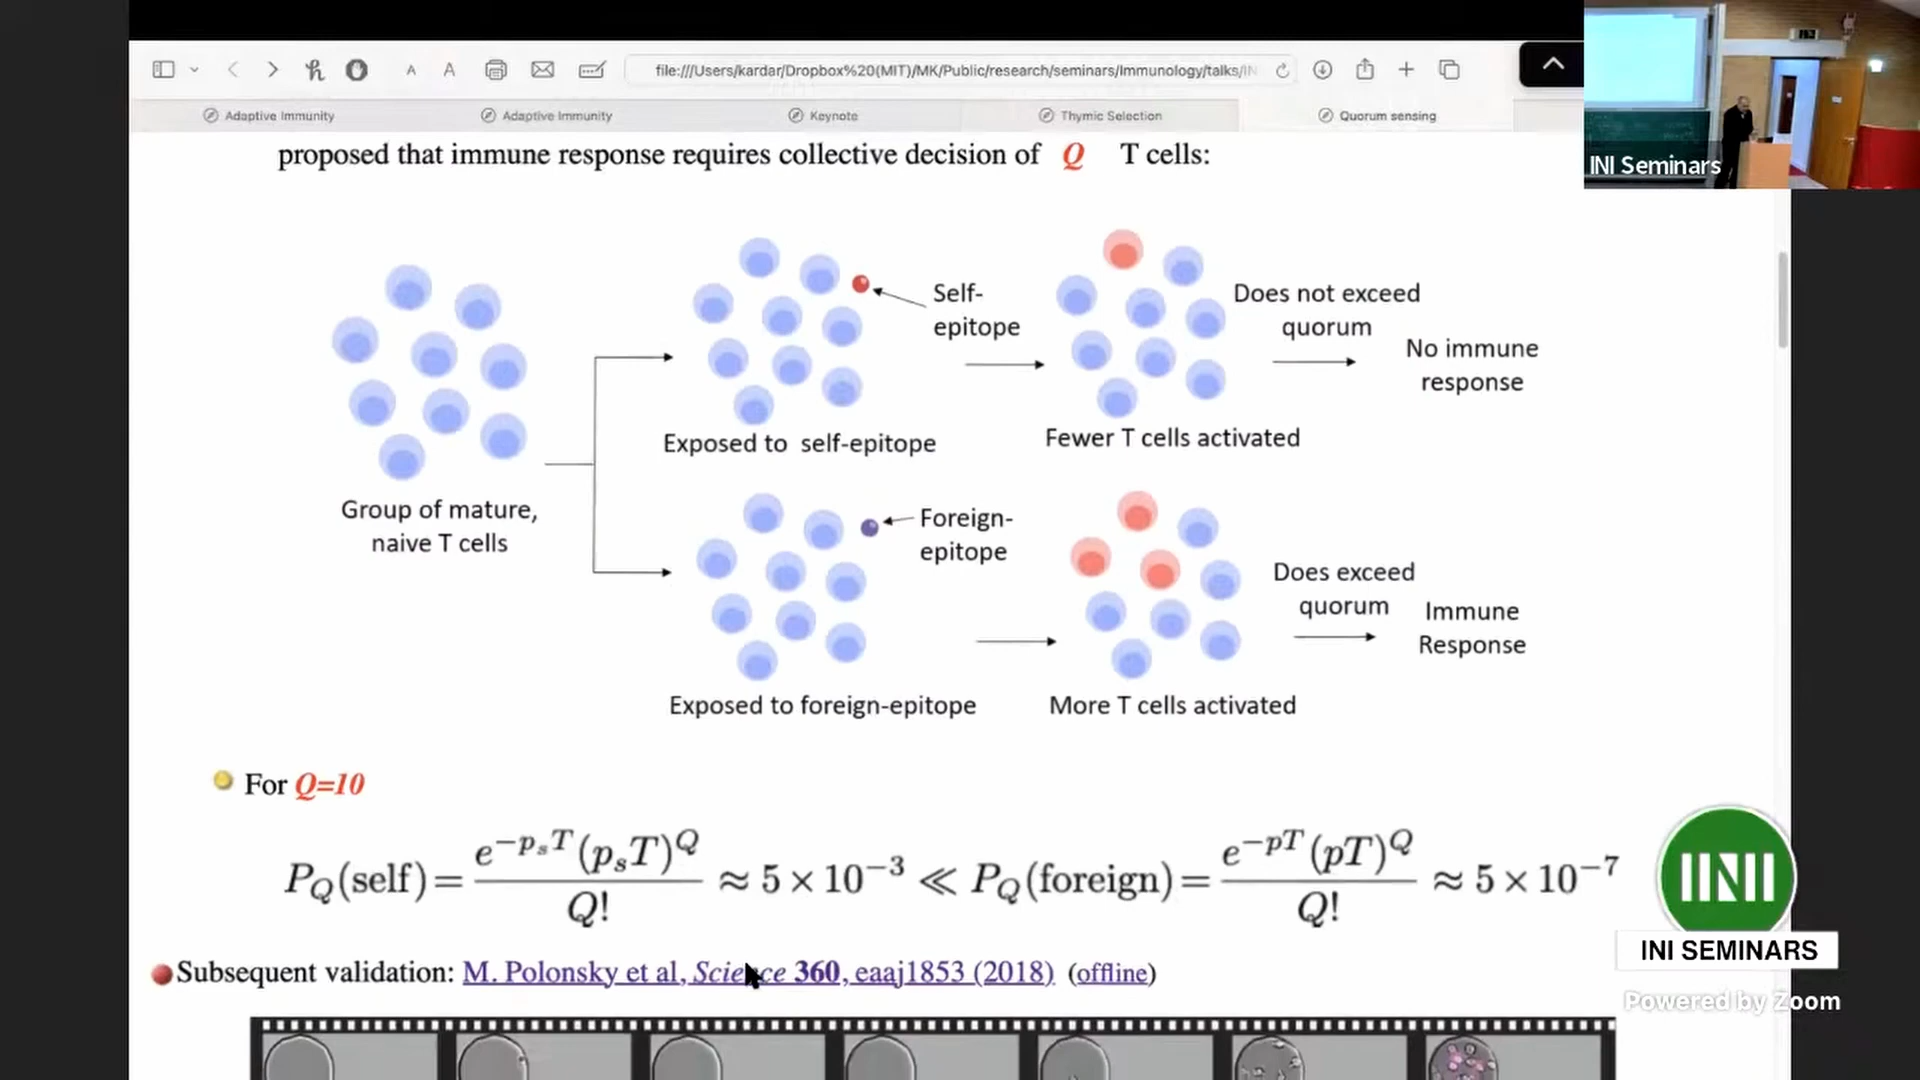 file:///Users/kardar/Dropbox%20(MIT)/MK/Public/research/seminars/Immunology/talks/IN
Adaptive Immunity
Adaptive Immunity
Keynote
Thymic Selection
Quorum sensing
INI Seminars
proposed that immune response requires collective decision of Q T cells:
Self-
epitope
Does not exceed
quorum
No immune
response
Exposed to self-epitope
Fewer T cells activated
Group of mature,
naive T cells
Foreign-
epitope
Does exceed
quorum
Immune
Response
Exposed to foreign-epitope
More T cells activated
For Q=10
P_Q(self) = e^{-p_sT}(p_sT)^Q / Q! ≈ 5 × 10^{-3} ≪ P_Q(foreign) = e^{-pT}(pT)^Q / Q! ≈ 5 × 10^{-7}
Subsequent validation: M. Polonsky et al, Science 360, eaaj1853 (2018) (offline)
INI
INI SEMINARS
Powered by Zoom